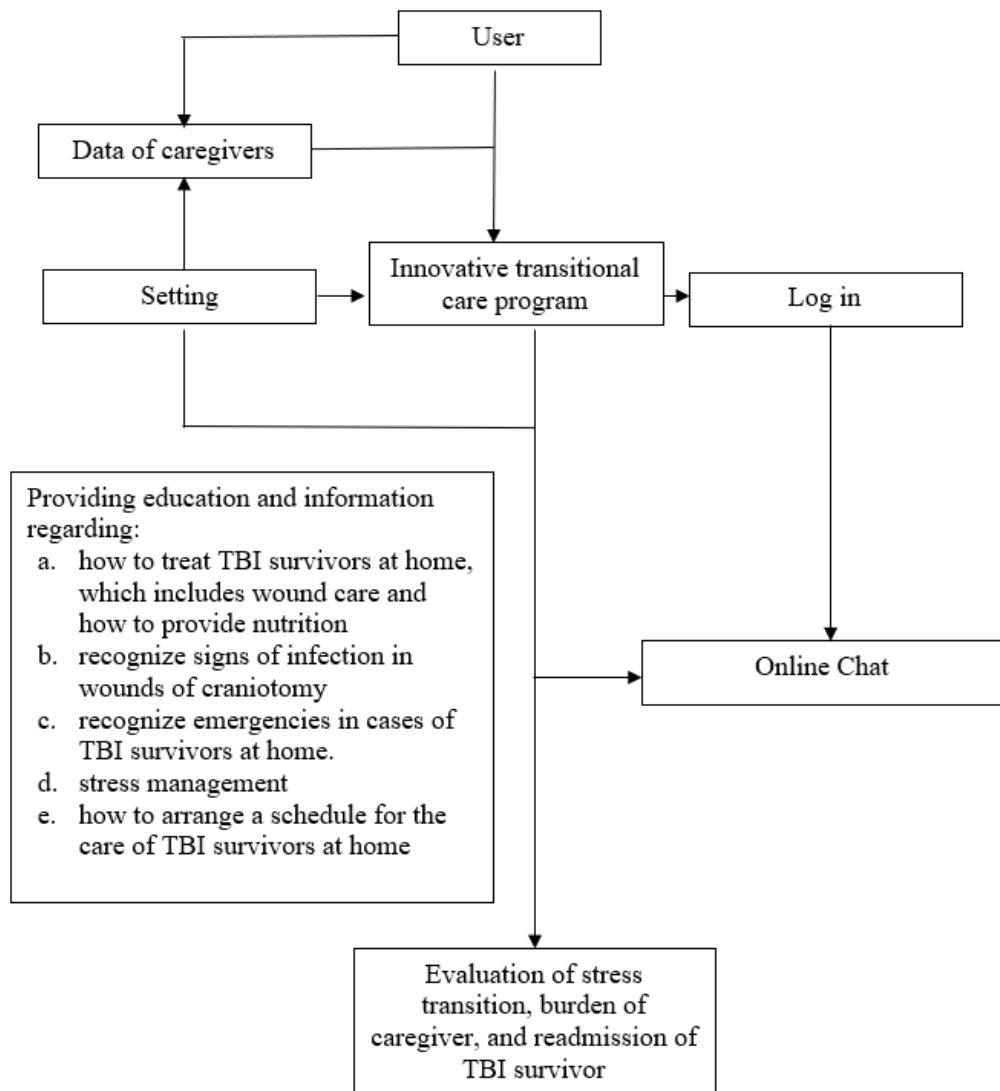 User
Data of caregivers
Innovative transitional
care program
Setting
Log in
Providing education and information
regarding:
a. how to treat TBI survivors at home,
which includes wound care and
how to provide nutrition
b. recognize signs of infection in
wounds of craniotomy
c. recognize emergencies in cases of
TBI survivors at home.
d. stress management
e. how to arrange a schedule for the
care of TBI survivors at home
Online Chat
Evaluation of stress
transition, burden of
caregiver, and readmission of
TBI survivor